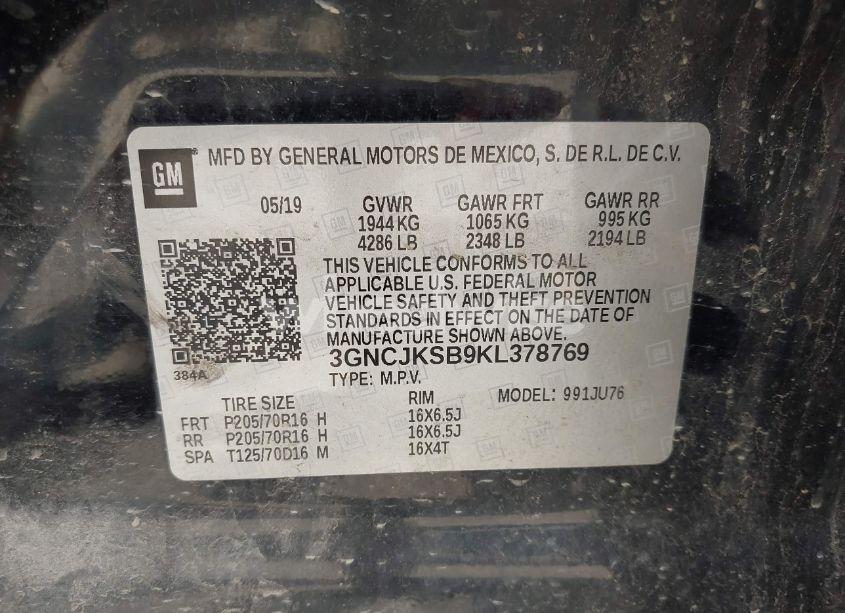 GM ® MFD BY GENERAL MOTORS DE MEXICO, S. DE R.L. DE C.V.
05/19 GVWR GAWR FRT GAWR RR
1944 KG 1065 KG 995 KG
4286 LB 2348 LB 2194 LB
THIS VEHICLE CONFORMS TO ALL
APPLICABLE U.S. FEDERAL MOTOR
VEHICLE SAFETY AND THEFT PREVENTION
STANDARDS IN EFFECT ON THE DATE OF
MANUFACTURE SHOWN ABOVE.
3GNCJKSB9KL378769
384A TYPE: M.P.V. MODEL: 991JU76
TIRE SIZE RIM
FRT P205/70R16 H 16X6.5J
RR P205/70R16 H 16X6.5J
SPA T125/70D16 M 16X4T